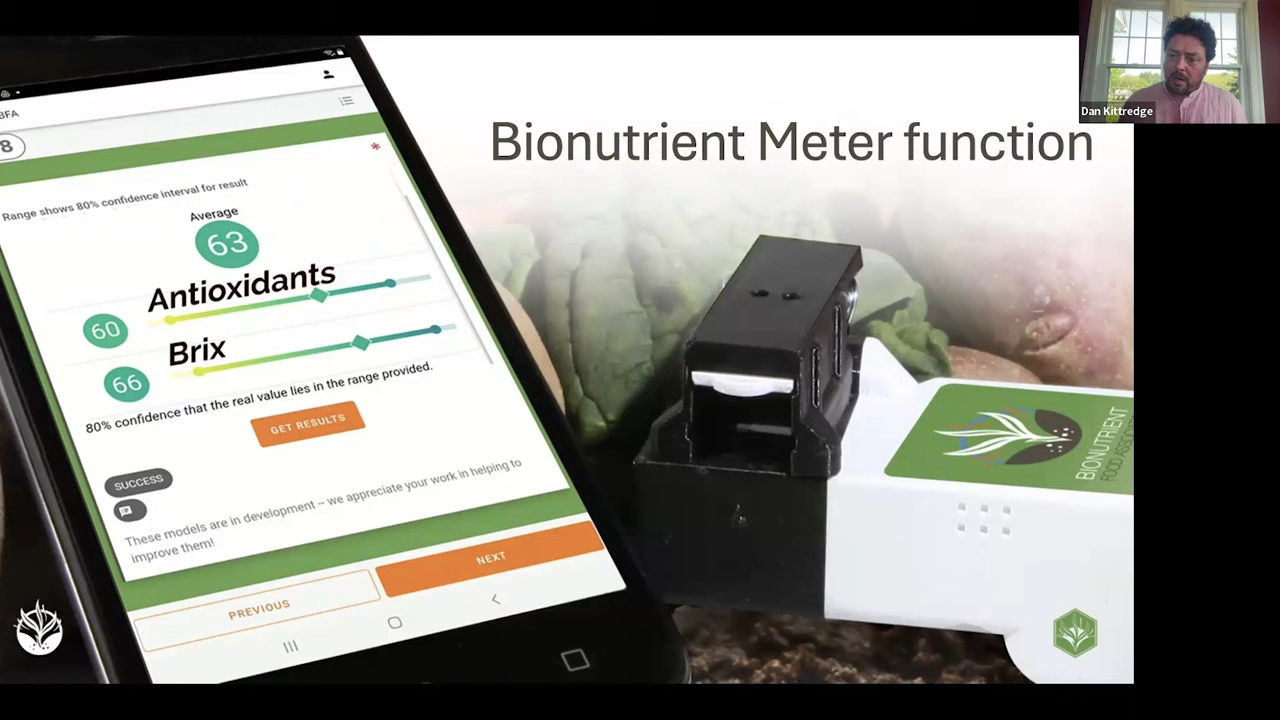 Dan Kittredge
Bionutrient Meter function
BFA
8
*
Range shows 80% confidence interval for result
Average
63
Antioxidants
60
Brix
66
80% confidence that the real value lies in the range provided.
GET RESULTS
SUCCESS
These models are in development – we appreciate your work in helping to
improve them!
PREVIOUS
NEXT
BIONUTRIENT
FOOD ASSOC